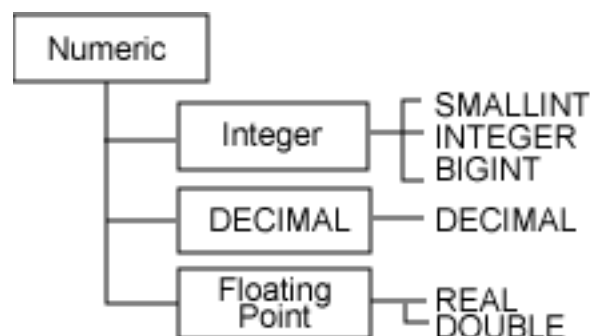 Numeric
Integer
SMALLINT
INTEGER
BIGINT
DECIMAL
DECIMAL
Floating
Point
REAL
DOUBLE